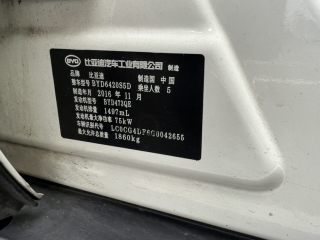 BYD 比亚迪汽车工业有限公司 制造
品牌 比亚迪 制造国 中国
整车型号 BYD6420S5D 乘坐人数 5
制造年月 2016 年 11 月
发动机型号 BYD473QE
发动机排量 1497mL
发动机最大净功率 75kW
车辆识别代号 LC0CG4DF6G0042655
最大允许总质量 1860kg